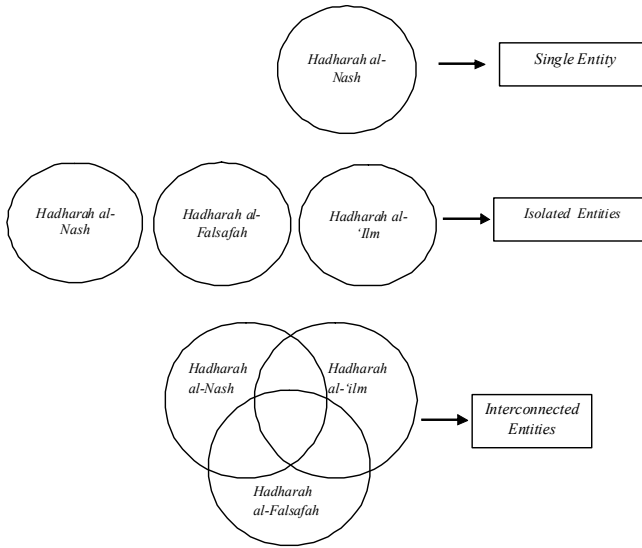 Hadharah al-
Nash
Single Entity
Hadharah al-
Nash
Hadharah al-
Falsafah
Hadharah al-
‘Ilm
Isolated Entities
Hadharah
al-Nash
Hadharah
al-‘ilm
Interconnected
Entities
Hadharah
al-Falsafah